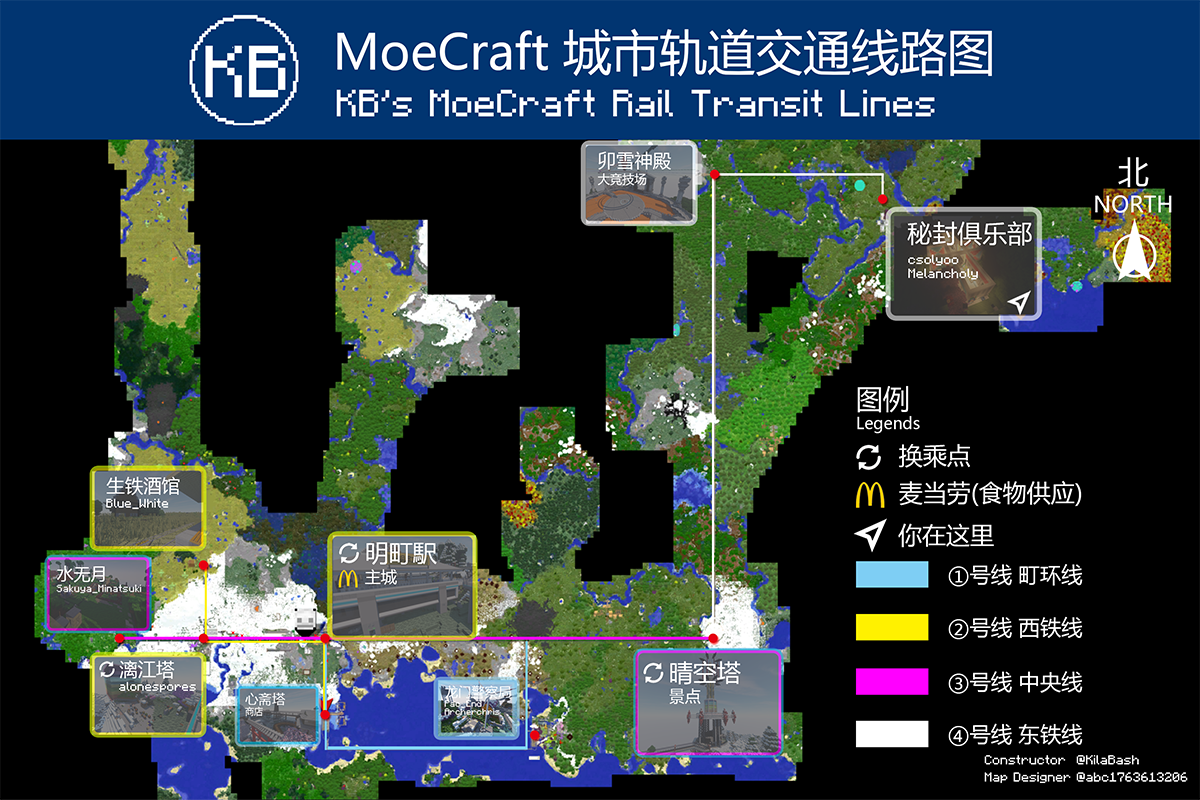 KB
MoeCraft 城市轨道交通线路图
KB's MoeCraft Rail Transit Lines
卯雪神殿
大竞技场
北
NORTH
秘封俱乐部
csolyoo
Melancholy
图例
Legends
换乘点
麦当劳(食物供应)
你在这里
①号线 町环线
②号线 西铁线
③号线 中央线
④号线 东铁线
生铁酒馆
Blue_White
水无月
Sakuya_Minatsuki
明町駅
主城
漓江塔
alonespores
心斋塔
商店
龙门警察局
Archerchris
晴空塔
景点
Constructor @KilaBash
Map Designer @abc1763613206